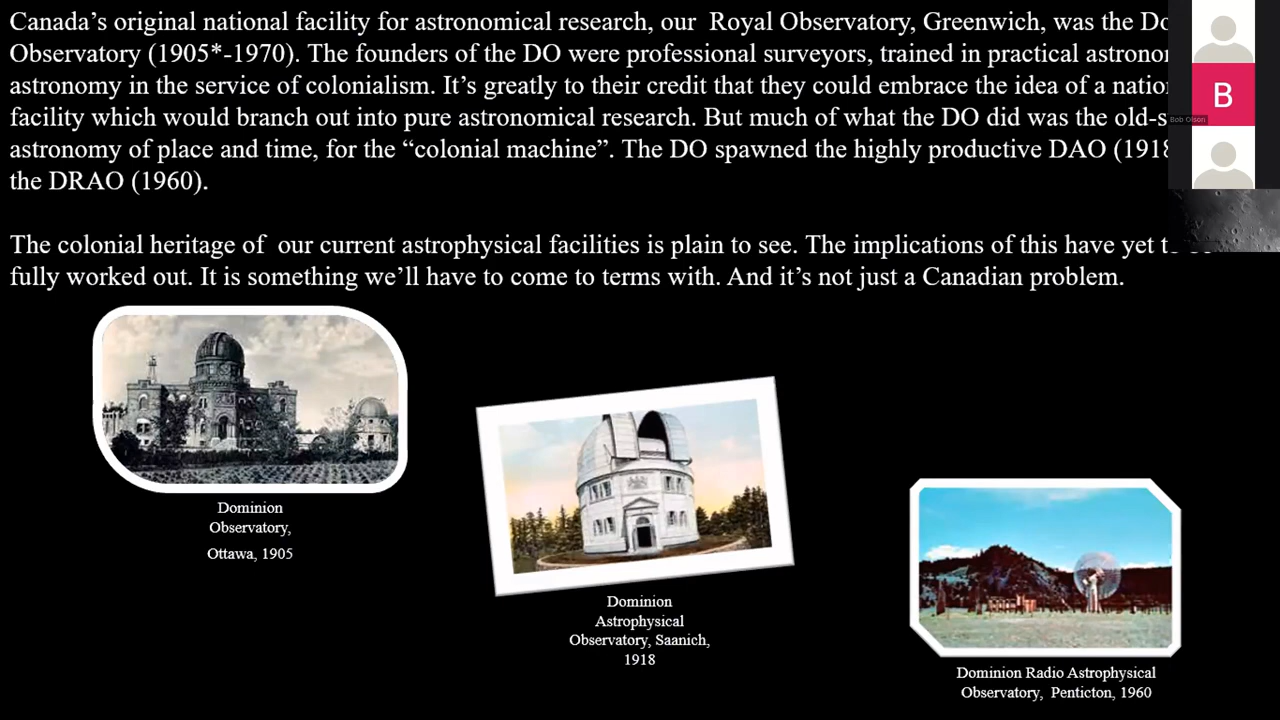 Canada’s original national facility for astronomical research, our Royal Observatory, Greenwich, was the Do
Observatory (1905*-1970). The founders of the DO were professional surveyors, trained in practical astronon
astronomy in the service of colonialism. It’s greatly to their credit that they could embrace the idea of a nation
facility which would branch out into pure astronomical research. But much of what the DO did was the old-s
astronomy of place and time, for the “colonial machine”. The DO spawned the highly productive DAO (1918
the DRAO (1960).
The colonial heritage of our current astrophysical facilities is plain to see. The implications of this have yet
fully worked out. It is something we’ll have to come to terms with. And it’s not just a Canadian problem.
B
Bob Olson
Dominion
Observatory,
Ottawa, 1905
Dominion
Astrophysical
Observatory, Saanich,
1918
Dominion Radio Astrophysical
Observatory, Penticton, 1960